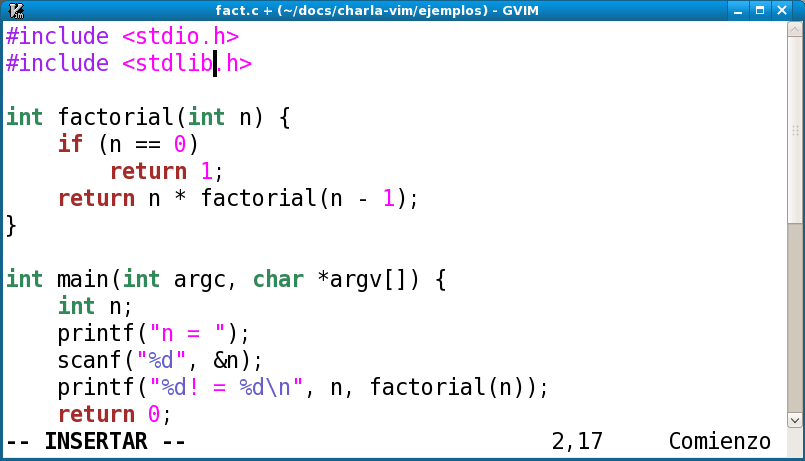 fact.c + (~/docs/charla-vim/ejemplos) - GVIM
#include <stdio.h>
#include <stdlib.h>
int factorial(int n) {
    if (n == 0)
        return 1;
    return n * factorial(n - 1);
}
int main(int argc, char *argv[]) {
    int n;
    printf("n = ");
    scanf("%d", &n);
    printf("%d! = %d\n", n, factorial(n));
    return 0;
-- INSERTAR -- 2,17 Comienzo